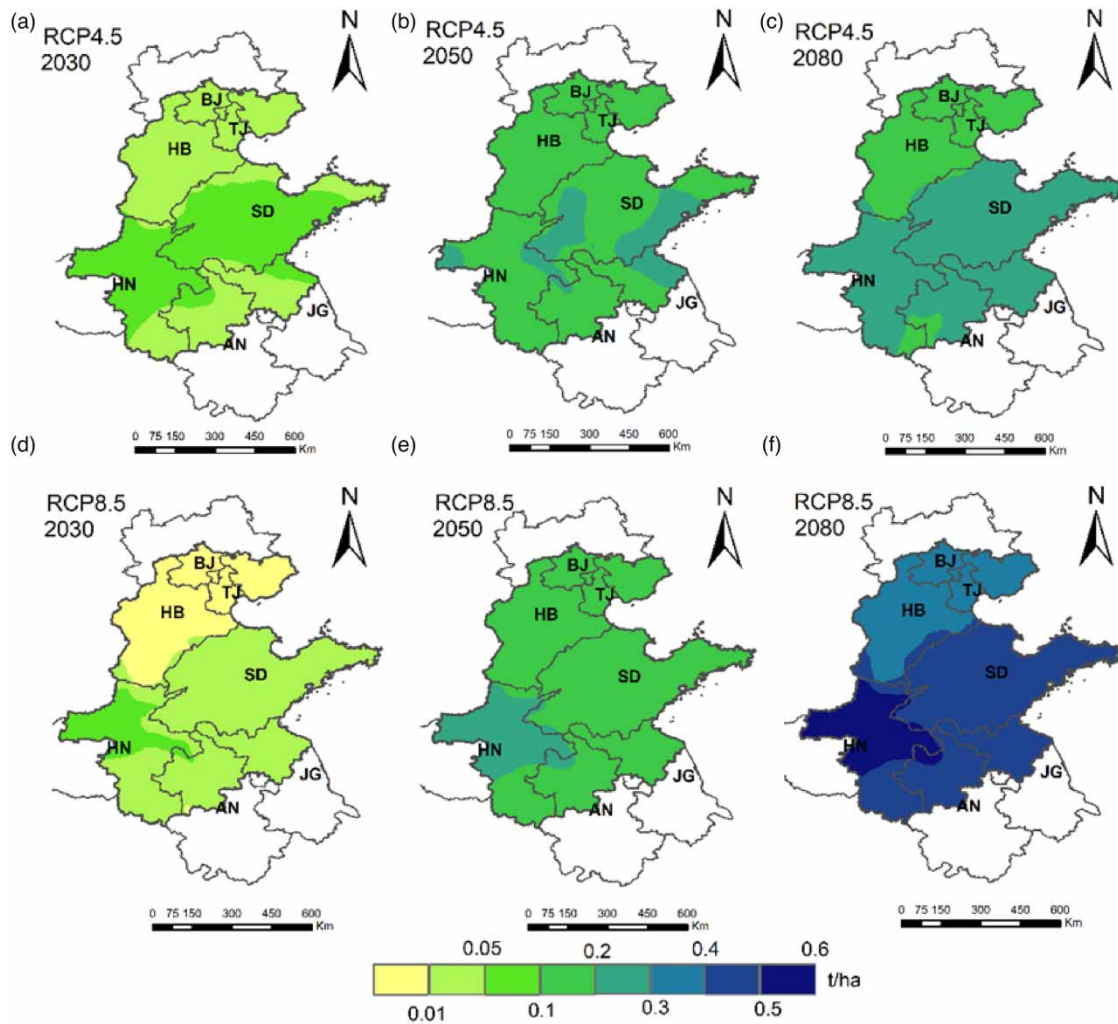 (a)
RCP4.5
2030
N
BJ
TJ
HB
SD
HN
JG
AN
0 75 150 300 450 600
Km
(b)
RCP4.5
2050
N
BJ
TJ
HB
SD
HN
JG
AN
0 75 150 300 450 600
Km
(c)
RCP4.5
2080
N
BJ
TJ
HB
SD
HN
JG
AN
0 75 150 300 450 600
Km
(d)
RCP8.5
2030
N
BJ
TJ
HB
SD
HN
JG
AN
0 75 150 300 450 600
Km
(e)
RCP8.5
2050
N
BJ
TJ
HB
SD
HN
JG
AN
0 75 150 300 450 600
Km
(f)
RCP8.5
2080
N
BJ
TJ
HB
SD
HN
JG
AN
0 75 150 300 450 600
Km
0.05 0.2 0.4 0.6
t/ha
0.01 0.1 0.3 0.5